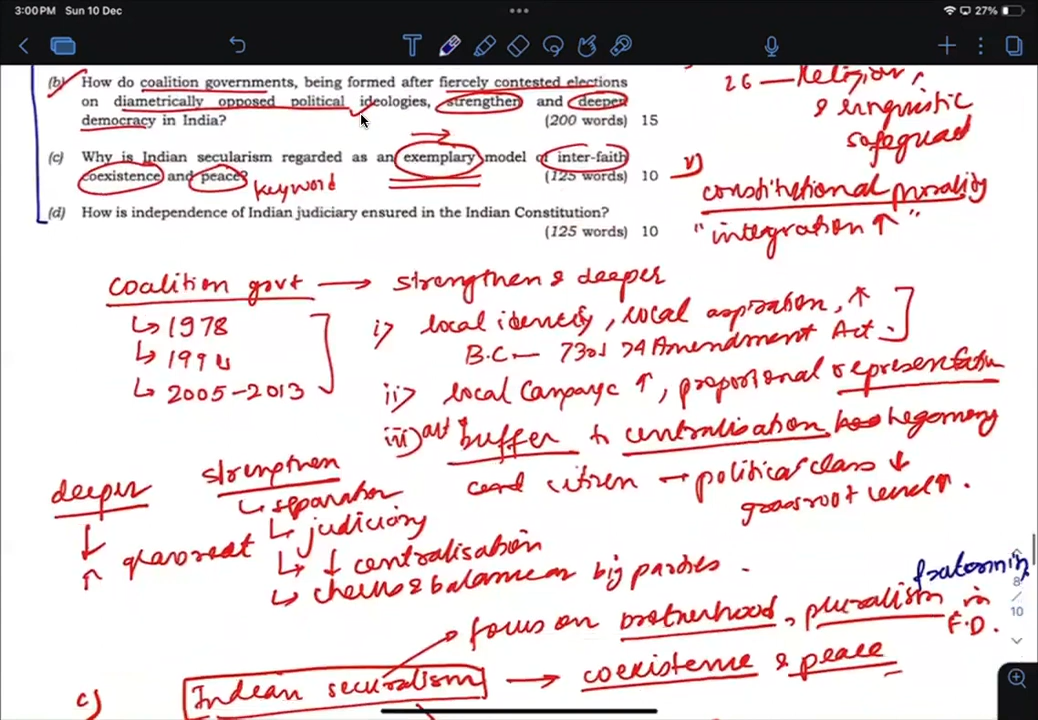 3:00 PM Sun 10 Dec
27%
(b) How do coalition governments, being formed after fiercely contested elections
on diametrically opposed political ideologies, strengthen and deepen
democracy in India? (200 words) 15
(c) Why is Indian secularism regarded as an exemplary model of inter-faith
coexistence and peace? (125 words) 10
keyword
(d) How is independence of Indian judiciary ensured in the Indian Constitution?
(125 words) 10
26 — Religion
& linguistic
safeguad
v)
constitutional morality
"integration ↑"
coalition govt → strengthen & deeper
↳ 1978
↳ 199
↳ 2005-2013
i) local identity, local aspiration, ↑
B.C — 73rd 74 Amendment Act.
ii) local Campaign ↑, proportional representation
iii) act buffer to centralisation hegemony
and citizen → political class ↓
grassroot level ↑.
deeper
↓
↑
strengthen
↳ separation
↳ judiciary
↳ ↓ centralisation
↳ checks & balance on big parties.
fraternity
8
/
10
focus on brotherhood, pluralism in
F.D.
c) Indian secularism → coexistence & peace